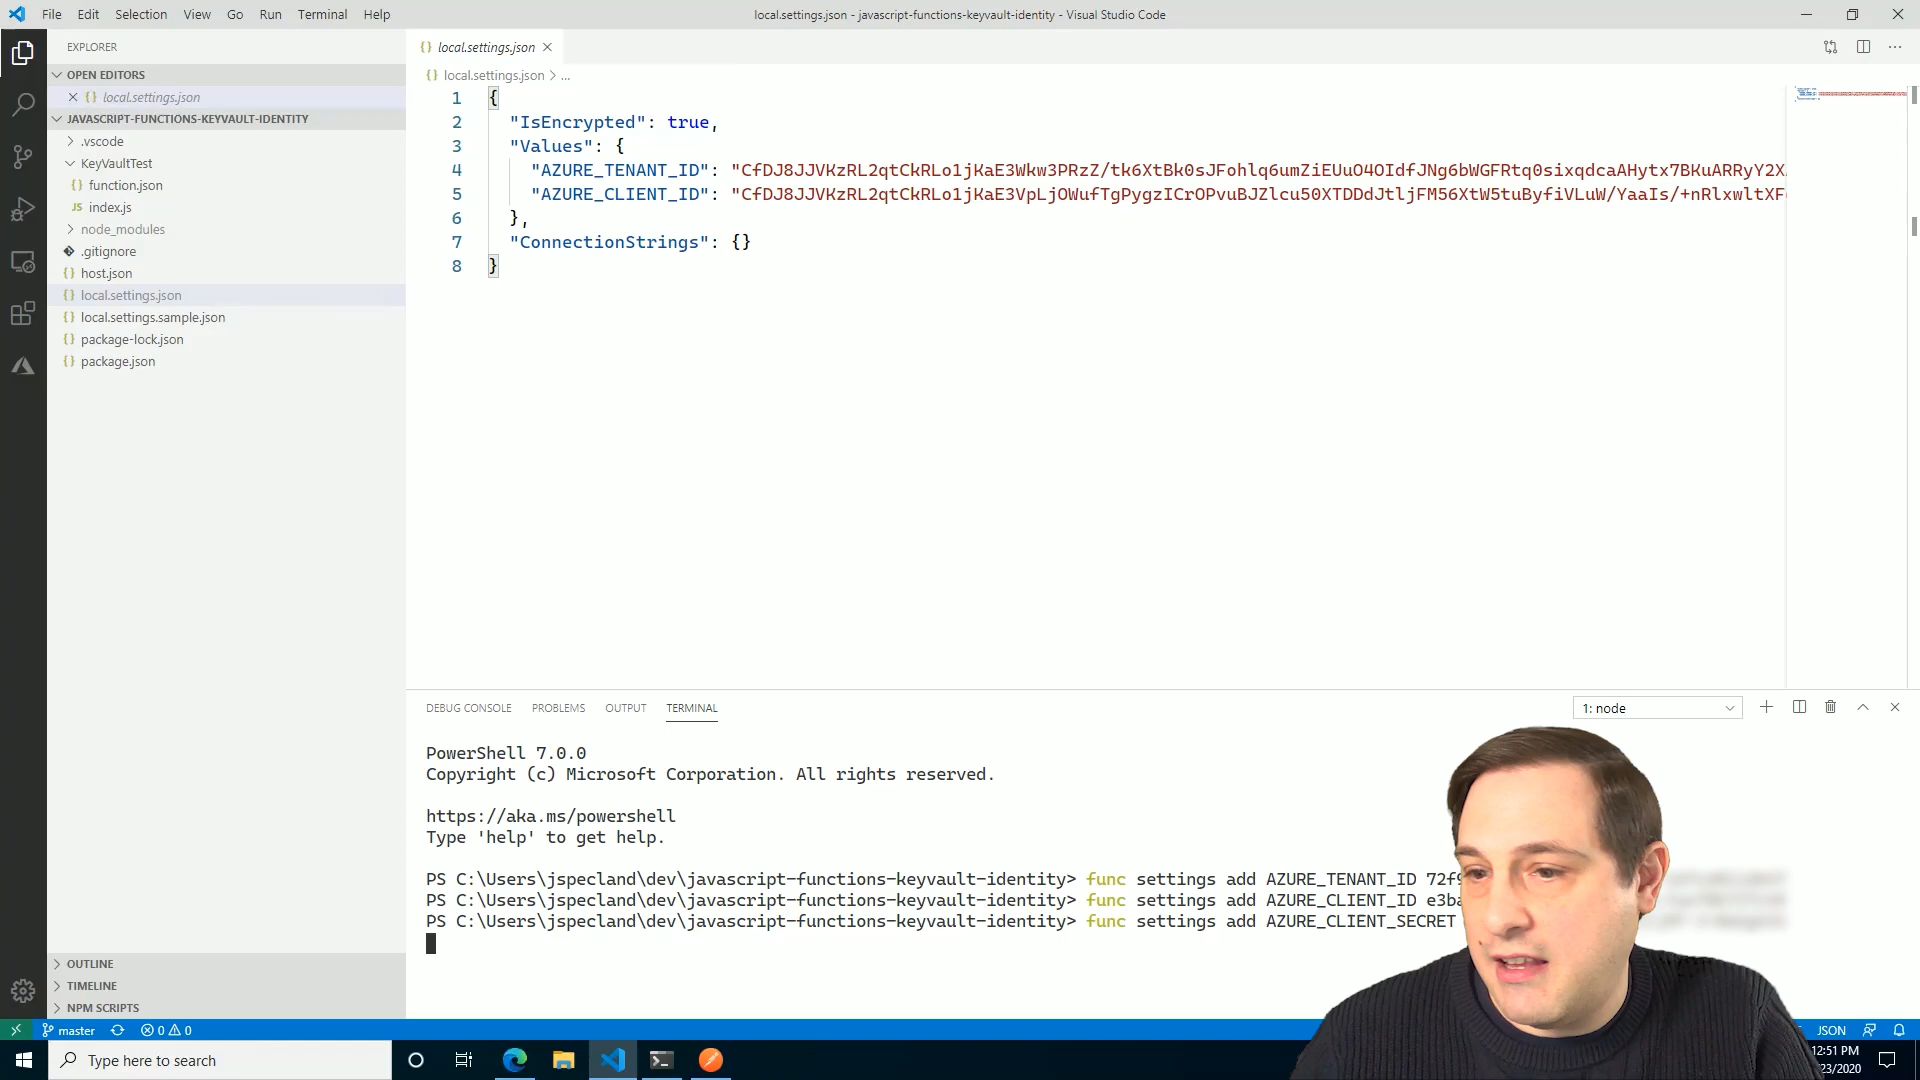 File Edit Selection View Go Run Terminal Help
local.settings.json - javascript-functions-keyvault-identity - Visual Studio Code
EXPLORER
OPEN EDITORS
local.settings.json
JAVASCRIPT-FUNCTIONS-KEYVAULT-IDENTITY
.vscode
KeyVaultTest
function.json
index.js
node_modules
.gitignore
host.json
local.settings.json
local.settings.sample.json
package-lock.json
package.json
OUTLINE
TIMELINE
NPM SCRIPTS
local.settings.json
local.settings.json > ...
1 {
2 "IsEncrypted": true,
3 "Values": {
4 "AZURE_TENANT_ID": "CfDJ8JJVKzRL2qtCkRLo1jKaE3Wkw3PRzZ/tk6XtBk0sJFohlq6umZiEUuO4OIdfJNg6bWGFRtq0sixqdcaAHytx7BKuARRyY2X
5 "AZURE_CLIENT_ID": "CfDJ8JJVKzRL2qtCkRLo1jKaE3VpLjOWufTgPygzICrOPvuBJZlcu50XTDDdJtljFM56XtW5tuByfiVLuW/YaaIs/+nRlxwltXF
6 },
7 "ConnectionStrings": {}
8 }
DEBUG CONSOLE PROBLEMS OUTPUT TERMINAL
1: node
PowerShell 7.0.0
Copyright (c) Microsoft Corporation. All rights reserved.
https://aka.ms/powershell
Type 'help' to get help.
PS C:\Users\jspecland\dev\javascript-functions-keyvault-identity> func settings add AZURE_TENANT_ID 72f9
PS C:\Users\jspecland\dev\javascript-functions-keyvault-identity> func settings add AZURE_CLIENT_ID e3ba
PS C:\Users\jspecland\dev\javascript-functions-keyvault-identity> func settings add AZURE_CLIENT_SECRET
master 0 0
JSON
Type here to search
12:51 PM
23/2020